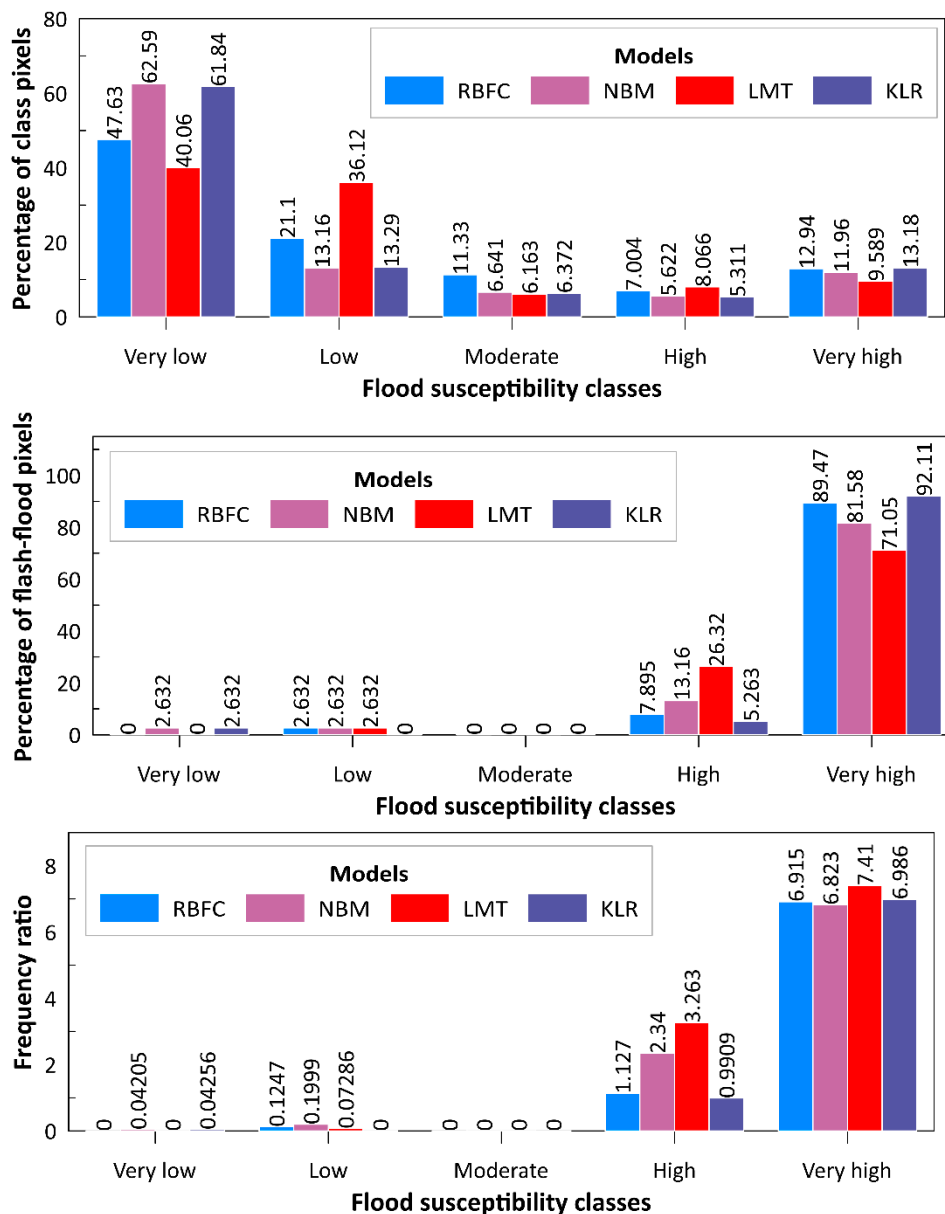 80
60
40
20
0
Percentage of class pixels
Models
RBFC NBM LMT KLR
47.63 62.59 40.06 61.84
21.1 13.16 36.12 13.29
11.33 6.641 6.163 6.372
7.004 5.622 8.066 5.311
12.94 11.96 9.589 13.18
Very low Low Moderate High Very high
Flood susceptibility classes
100
80
60
40
20
0
Percentage of flash-flood pixels
Models
RBFC NBM LMT KLR
0 2.632 0 2.632
2.632 2.632 2.632 0
0 0 0 0
7.895 13.16 26.32 5.263
89.47 81.58 71.05 92.11
Very low Low Moderate High Very high
Flood susceptibility classes
8
6
4
2
0
Frequency ratio
Models
RBFC NBM LMT KLR
0 0.04205 0 0.04256
0.1247 0.1999 0.07286 0
0 0 0 0
1.127 2.34 3.263 0.9909
6.915 6.823 7.41 6.986
Very low Low Moderate High Very high
Flood susceptibility classes